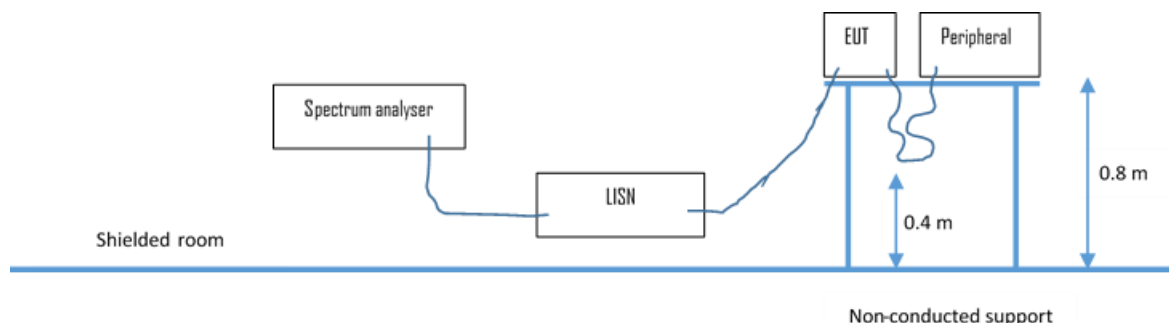 EUT
Peripheral
Spectrum analyser
LISN
0.8 m
0.4 m
Shielded room
Non-conducted support